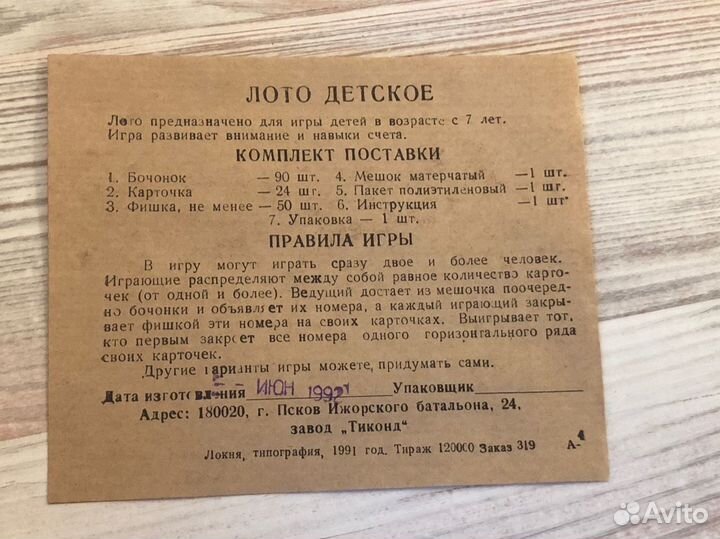 ЛОТО ДЕТСКОЕ
Лото предназначено для игры детей в возрасте с 7 лет.
Игра развивает внимание и навыки счета.
КОМПЛЕКТ ПОСТАВКИ
1. Бочонок — 90 шт. 4. Мешок матерчатый —1 шт.
2. Карточка — 24 шт. 5. Пакет полиэтиленовый —1 шт.
3. Фишка, не менее — 50 шт. 6. Инструкция —1 шт
7. Упаковка — 1 шт.
ПРАВИЛА ИГРЫ
В игру могут играть сразу двое и более человек.
Играющие распределяют между собой равное количество карто-
чек (от одной и более). Ведущий достает из мешочка поочеред-
но бочонки и объявляет их номера, а каждый играющий закры-
вает фишкой эти номера на своих карточках. Выигрывает тот,
кто первым закроет все номера одного горизонтального ряда
своих карточек.
Другие варианты игры можете, придумать сами.
Дата изготовления ИЮН 1992 Упаковщик
Адрес: 180020, г. Псков Ижорского батальона, 24,
завод „Тиконд"
Локня, типография, 1991 год. Тираж 120000 Заказ 319 А-4
Avito